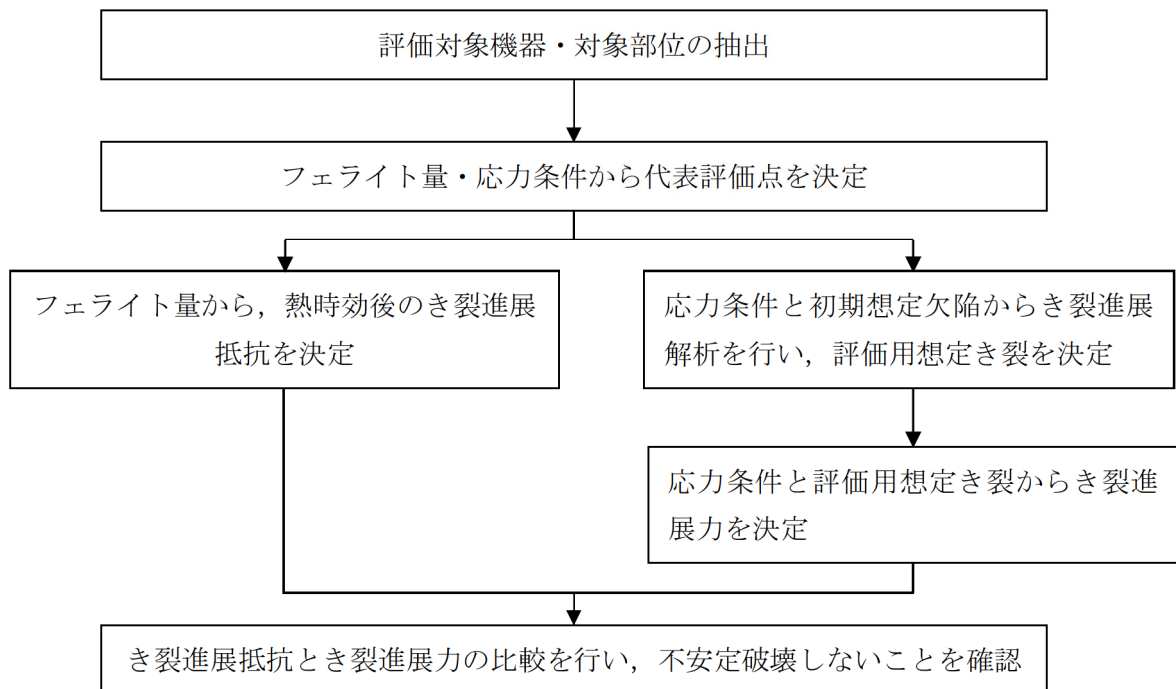 評価対象機器・対象部位の抽出
フェライト量・応力条件から代表評価点を決定
フェライト量から，熱時効後のき裂進展
抵抗を決定
応力条件と初期想定欠陥からき裂進展
解析を行い，評価用想定き裂を決定
応力条件と評価用想定き裂からき裂進
展力を決定
き裂進展抵抗とき裂進展力の比較を行い，不安定破壊しないことを確認